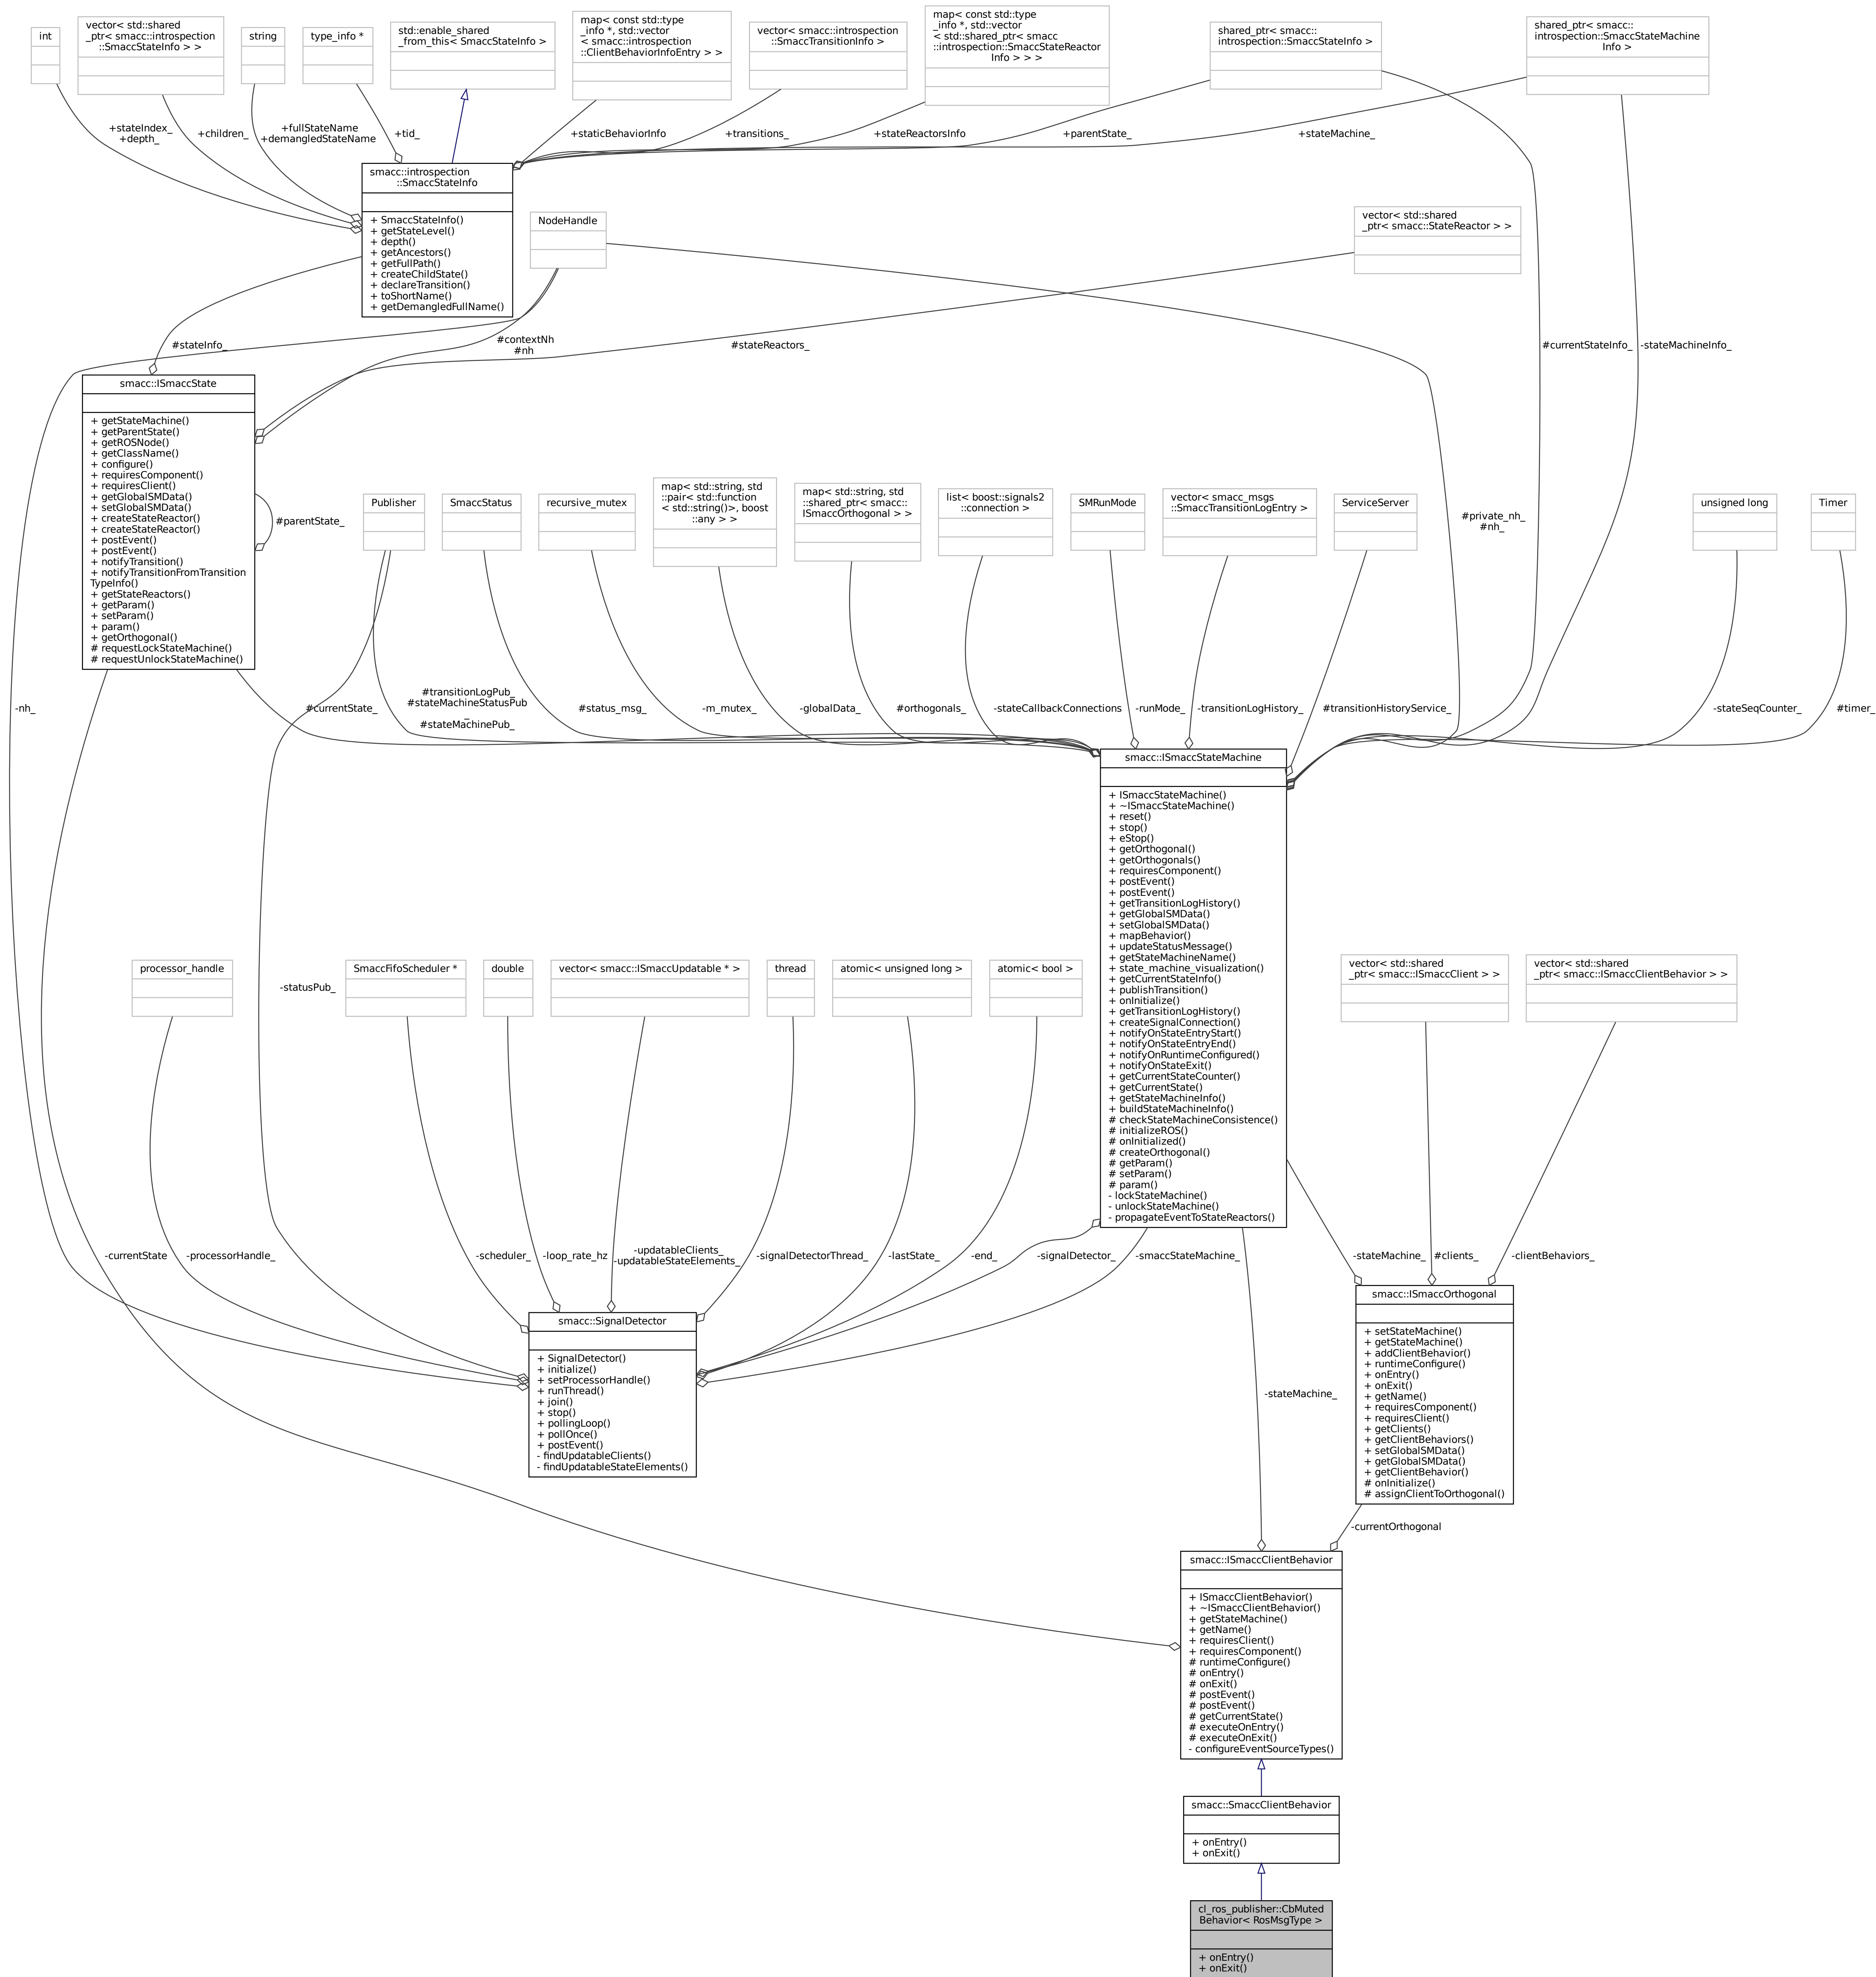 int
vector< std::shared
_ptr< smacc::introspection
::SmaccStateInfo > >
string
type_info *
std::enable_shared
_from_this< SmaccStateInfo >
map< const std::type
_info *, std::vector
< smacc::introspection
::ClientBehaviorInfoEntry > >
vector< smacc::introspection
::SmaccTransitionInfo >
map< const std::type
_info *, std::vector
< std::shared_ptr< smacc
::introspection::SmaccStateReactor
Info > > >
shared_ptr< smacc::
introspection::SmaccStateInfo >
shared_ptr< smacc::
introspection::SmaccStateMachine
Info >
+stateIndex_
+depth_
+children_
+fullStateName
+demangledStateName
+tid_
+staticBehaviorInfo
+transitions_
+stateReactorsInfo
+parentState_
+stateMachine_
smacc::introspection
::SmaccStateInfo
+ SmaccStateInfo()
+ getStateLevel()
+ depth()
+ getAncestors()
+ getFullPath()
+ createChildState()
+ declareTransition()
+ toShortName()
+ getDemangledFullName()
NodeHandle
vector< std::shared
_ptr< smacc::StateReactor > >
#stateInfo_
#contextNh
#nh
#stateReactors_
#currentStateInfo_
-stateMachineInfo_
smacc::ISmaccState
+ getStateMachine()
+ getParentState()
+ getROSNode()
+ getClassName()
+ configure()
+ requiresComponent()
+ requiresClient()
+ getGlobalSMData()
+ setGlobalSMData()
+ createStateReactor()
+ createStateReactor()
+ postEvent()
+ postEvent()
+ notifyTransition()
+ notifyTransitionFromTransition
TypeInfo()
+ getStateReactors()
+ getParam()
+ setParam()
+ param()
+ getOrthogonal()
# requestLockStateMachine()
# requestUnlockStateMachine()
#parentState_
Publisher
SmaccStatus
recursive_mutex
map< std::string, std
::pair< std::function
< std::string()>, boost
::any > >
map< std::string, std
::shared_ptr< smacc::
ISmaccOrthogonal > >
list< boost::signals2
::connection >
SMRunMode
vector< smacc_msgs
::SmaccTransitionLogEntry >
ServiceServer
#private_nh_
#nh_
unsigned long
Timer
-nh_
#currentState_
#transitionLogPub_
#stateMachineStatusPub
_
#stateMachinePub_
#status_msg_
-m_mutex_
-globalData_
#orthogonals_
-stateCallbackConnections
-runMode_
-transitionLogHistory_
#transitionHistoryService_
-stateSeqCounter_
#timer_
smacc::ISmaccStateMachine
+ ISmaccStateMachine()
+ ~ISmaccStateMachine()
+ reset()
+ stop()
+ eStop()
+ getOrthogonal()
+ getOrthogonals()
+ requiresComponent()
+ postEvent()
+ postEvent()
+ getTransitionLogHistory()
+ getGlobalSMData()
+ setGlobalSMData()
+ mapBehavior()
+ updateStatusMessage()
+ getStateMachineName()
+ state_machine_visualization()
+ getCurrentStateInfo()
+ publishTransition()
+ onInitialize()
+ getTransitionLogHistory()
+ createSignalConnection()
+ notifyOnStateEntryStart()
+ notifyOnStateEntryEnd()
+ notifyOnRuntimeConfigured()
+ notifyOnStateExit()
+ getCurrentStateCounter()
+ getCurrentState()
+ getStateMachineInfo()
+ buildStateMachineInfo()
# checkStateMachineConsistence()
# initializeROS()
# onInitialized()
# createOrthogonal()
# getParam()
# setParam()
# param()
- lockStateMachine()
- unlockStateMachine()
- propagateEventToStateReactors()
processor_handle
-statusPub_
SmaccFifoScheduler *
double
vector< smacc::ISmaccUpdatable * >
thread
atomic< unsigned long >
atomic< bool >
vector< std::shared
_ptr< smacc::ISmaccClient > >
vector< std::shared
_ptr< smacc::ISmaccClientBehavior > >
-currentState
-processorHandle_
-scheduler_
-loop_rate_hz
-updatableClients_
-updatableStateElements_
-signalDetectorThread_
-lastState_
-end_
-signalDetector_
-smaccStateMachine_
-stateMachine_
#clients_
-clientBehaviors_
smacc::SignalDetector
+ SignalDetector()
+ initialize()
+ setProcessorHandle()
+ runThread()
+ join()
+ stop()
+ pollingLoop()
+ pollOnce()
+ postEvent()
- findUpdatableClients()
- findUpdatableStateElements()
smacc::ISmaccOrthogonal
+ setStateMachine()
+ getStateMachine()
+ addClientBehavior()
+ runtimeConfigure()
+ onEntry()
+ onExit()
+ getName()
+ requiresComponent()
+ requiresClient()
+ getClients()
+ getClientBehaviors()
+ setGlobalSMData()
+ getGlobalSMData()
+ getClientBehavior()
# onInitialize()
# assignClientToOrthogonal()
-stateMachine_
-currentOrthogonal
smacc::ISmaccClientBehavior
+ ISmaccClientBehavior()
+ ~ISmaccClientBehavior()
+ getStateMachine()
+ getName()
+ requiresClient()
+ requiresComponent()
# runtimeConfigure()
# onEntry()
# onExit()
# postEvent()
# postEvent()
# getCurrentState()
# executeOnEntry()
# executeOnExit()
- configureEventSourceTypes()
smacc::SmaccClientBehavior
+ onEntry()
+ onExit()
cl_ros_publisher::CbMuted
Behavior< RosMsgType >
+ onEntry()
+ onExit()